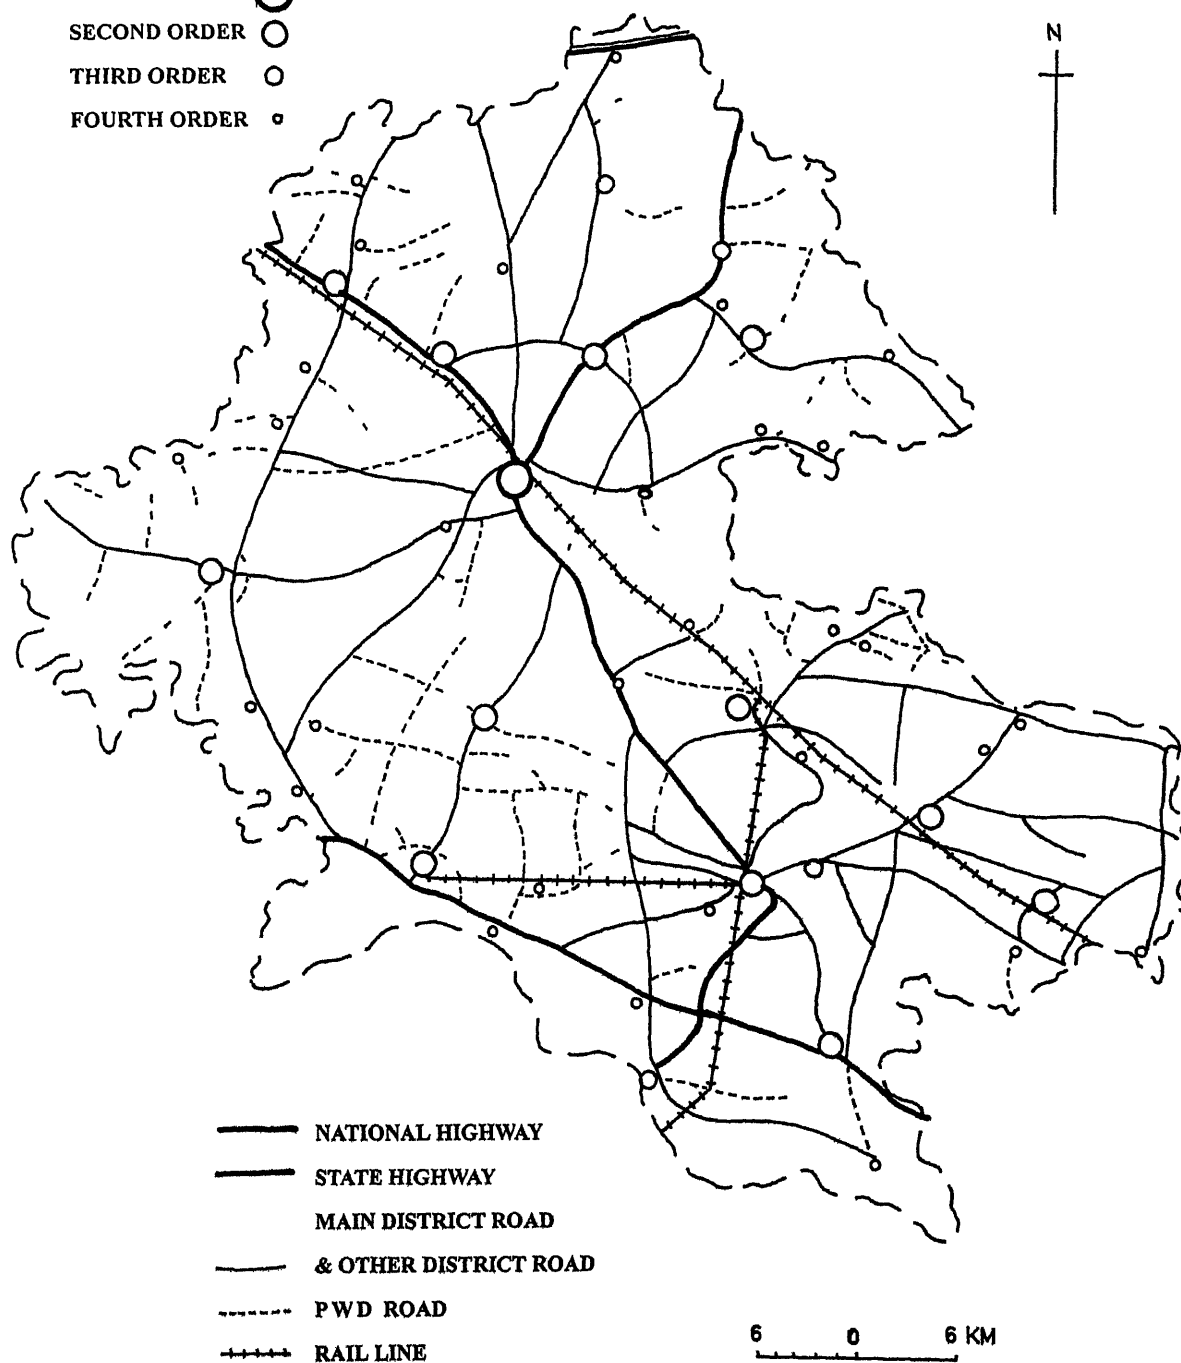 SECOND ORDER
THIRD ORDER
FOURTH ORDER
N
NATIONAL HIGHWAY
STATE HIGHWAY
MAIN DISTRICT ROAD
& OTHER DISTRICT ROAD
PWD ROAD
RAIL LINE
6 0 6 KM